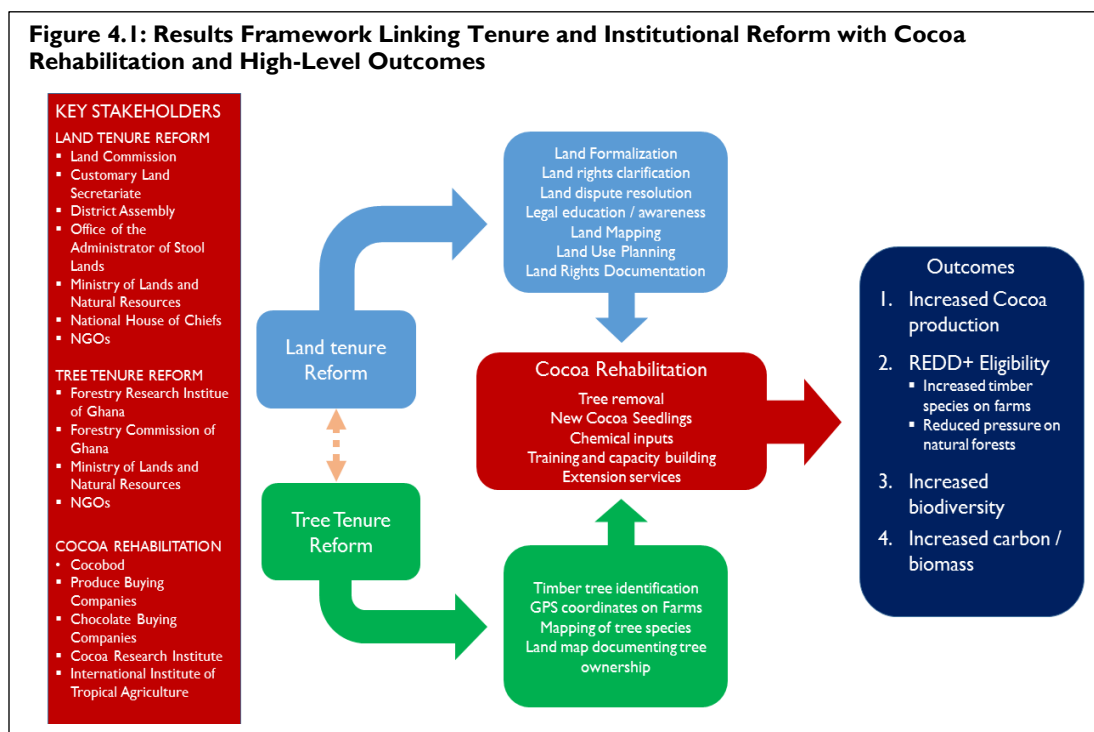 Figure 4.1: Results Framework Linking Tenure and Institutional Reform with Cocoa
Rehabilitation and High-Level Outcomes
KEY STAKEHOLDERS
LAND TENURE REFORM
▪ Land Commission
▪ Customary Land
Secretariate
▪ District Assembly
▪ Office of the
Administrator of Stool
Lands
▪ Ministry of Lands and
Natural Resources
▪ National House of Chiefs
▪ NGOs
TREE TENURE REFORM
▪ Forestry Research Institue
of Ghana
▪ Forestry Commission of
Ghana
▪ Ministry of Lands and
Natural Resources
▪ NGOs
COCOA REHABILITATION
• Cocobod
▪ Produce Buying
Companies
▪ Chocolate Buying
Companies
▪ Cocoa Research Institute
▪ International Institute of
Tropical Agriculture
Land tenure
Reform
Tree Tenure
Reform
Land Formalization
Land rights clarification
Land dispute resolution
Legal education / awareness
Land Mapping
Land Use Planning
Land Rights Documentation
Cocoa Rehabilitation
Tree removal
New Cocoa Seedlings
Chemical inputs
Training and capacity building
Extension services
Timber tree identification
GPS coordinates on Farms
Mapping of tree species
Land map documenting tree
ownership
Outcomes
1. Increased Cocoa
production
2. REDD+ Eligibility
▪ Increased timber
species on farms
▪ Reduced pressure on
natural forests
3. Increased
biodiversity
4. Increased carbon /
biomass